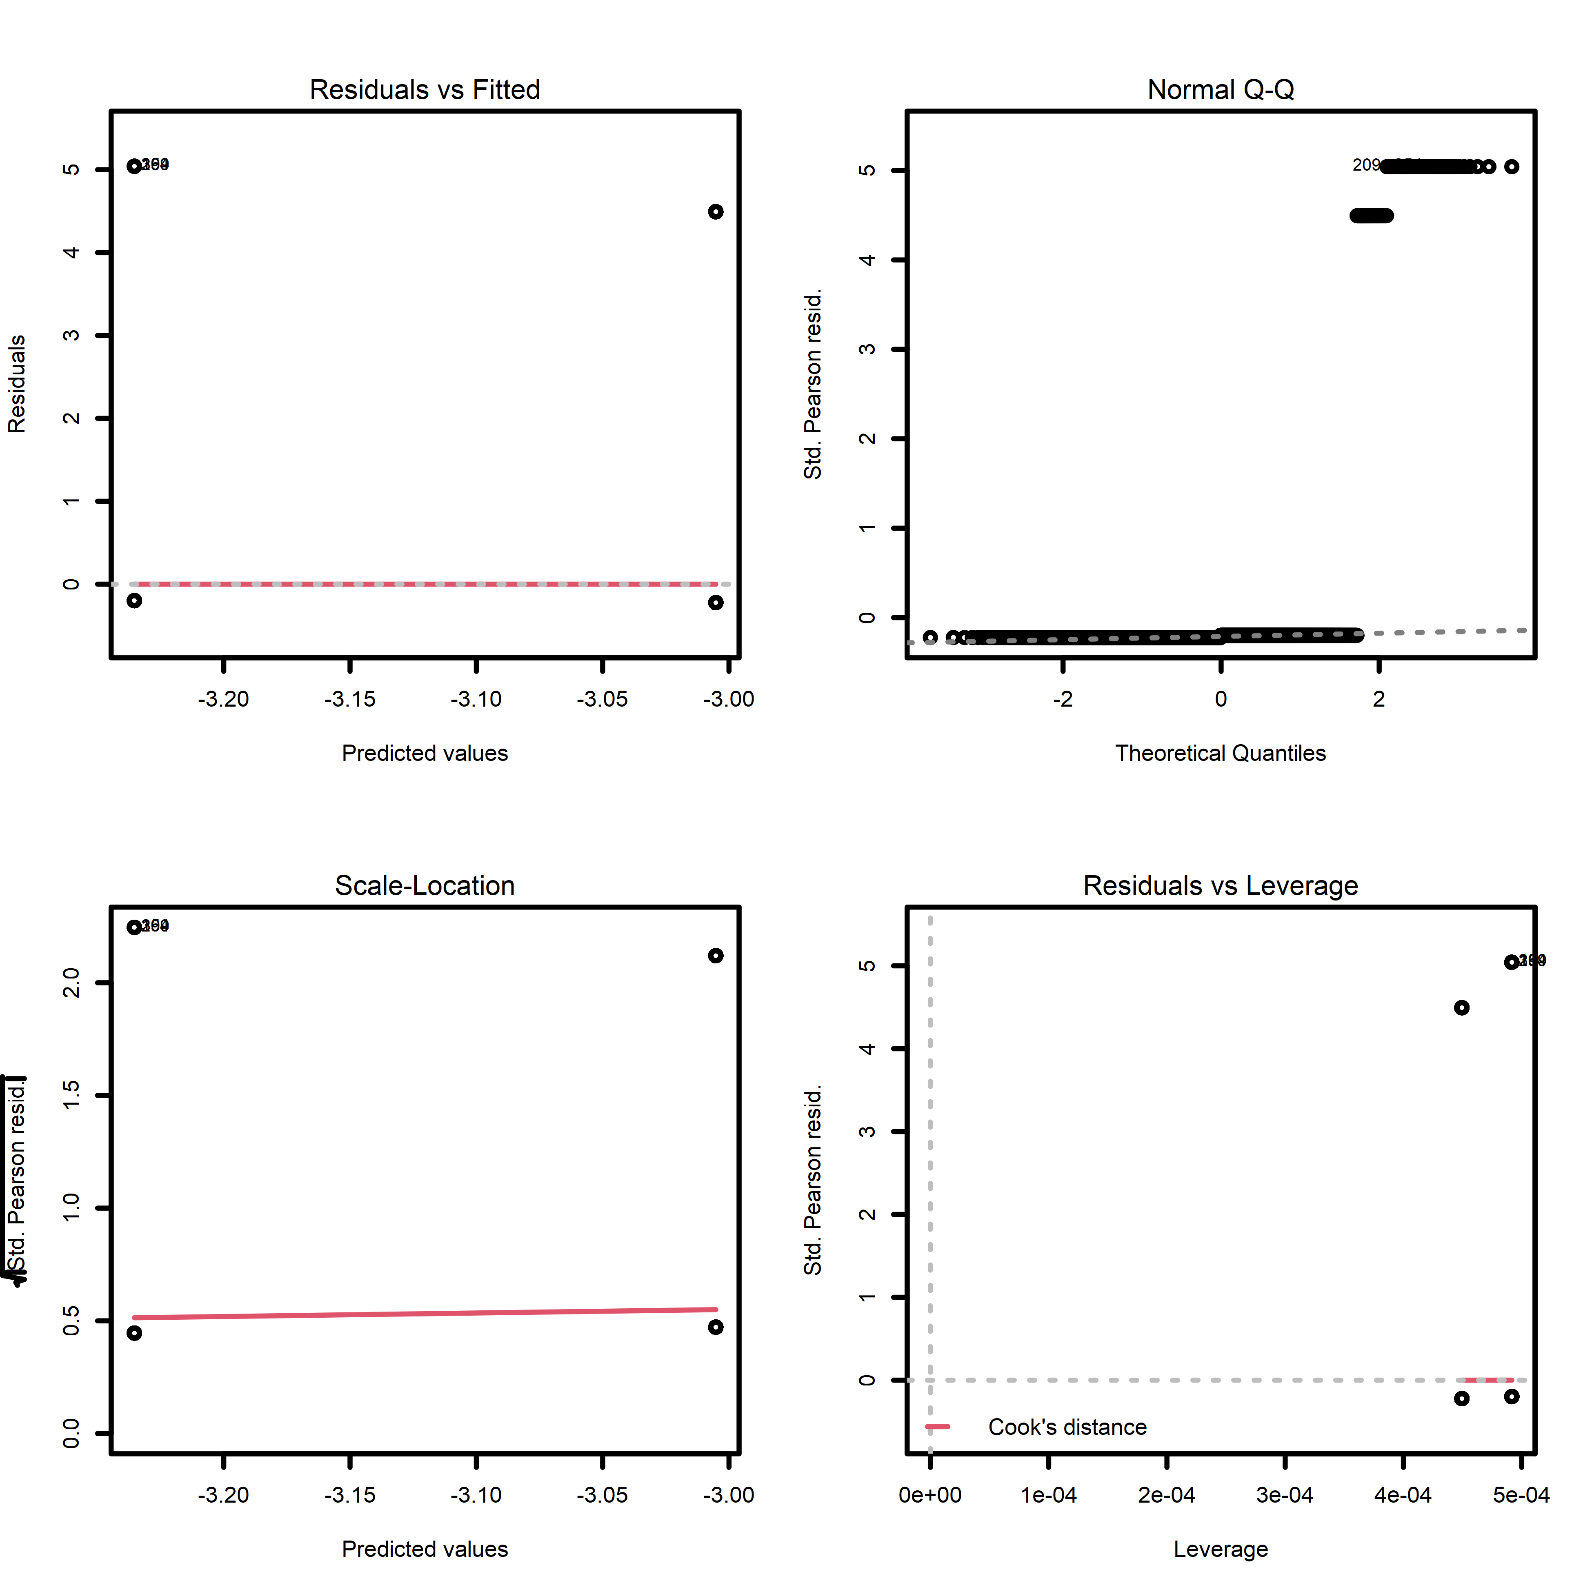 Residuals vs Fitted
Residuals
5
4
3
2
1
0
-3.20 -3.15 -3.10 -3.05 -3.00
Predicted values
Normal Q-Q
Std. Pearson resid.
209
5
4
3
2
1
0
-2 0 2
Theoretical Quantiles
Scale-Location
√Std. Pearson resid.
2.0
1.5
1.0
0.5
0.0
-3.20 -3.15 -3.10 -3.05 -3.00
Predicted values
Residuals vs Leverage
Std. Pearson resid.
5
4
3
2
1
0
Cook's distance
0e+00 1e-04 2e-04 3e-04 4e-04 5e-04
Leverage